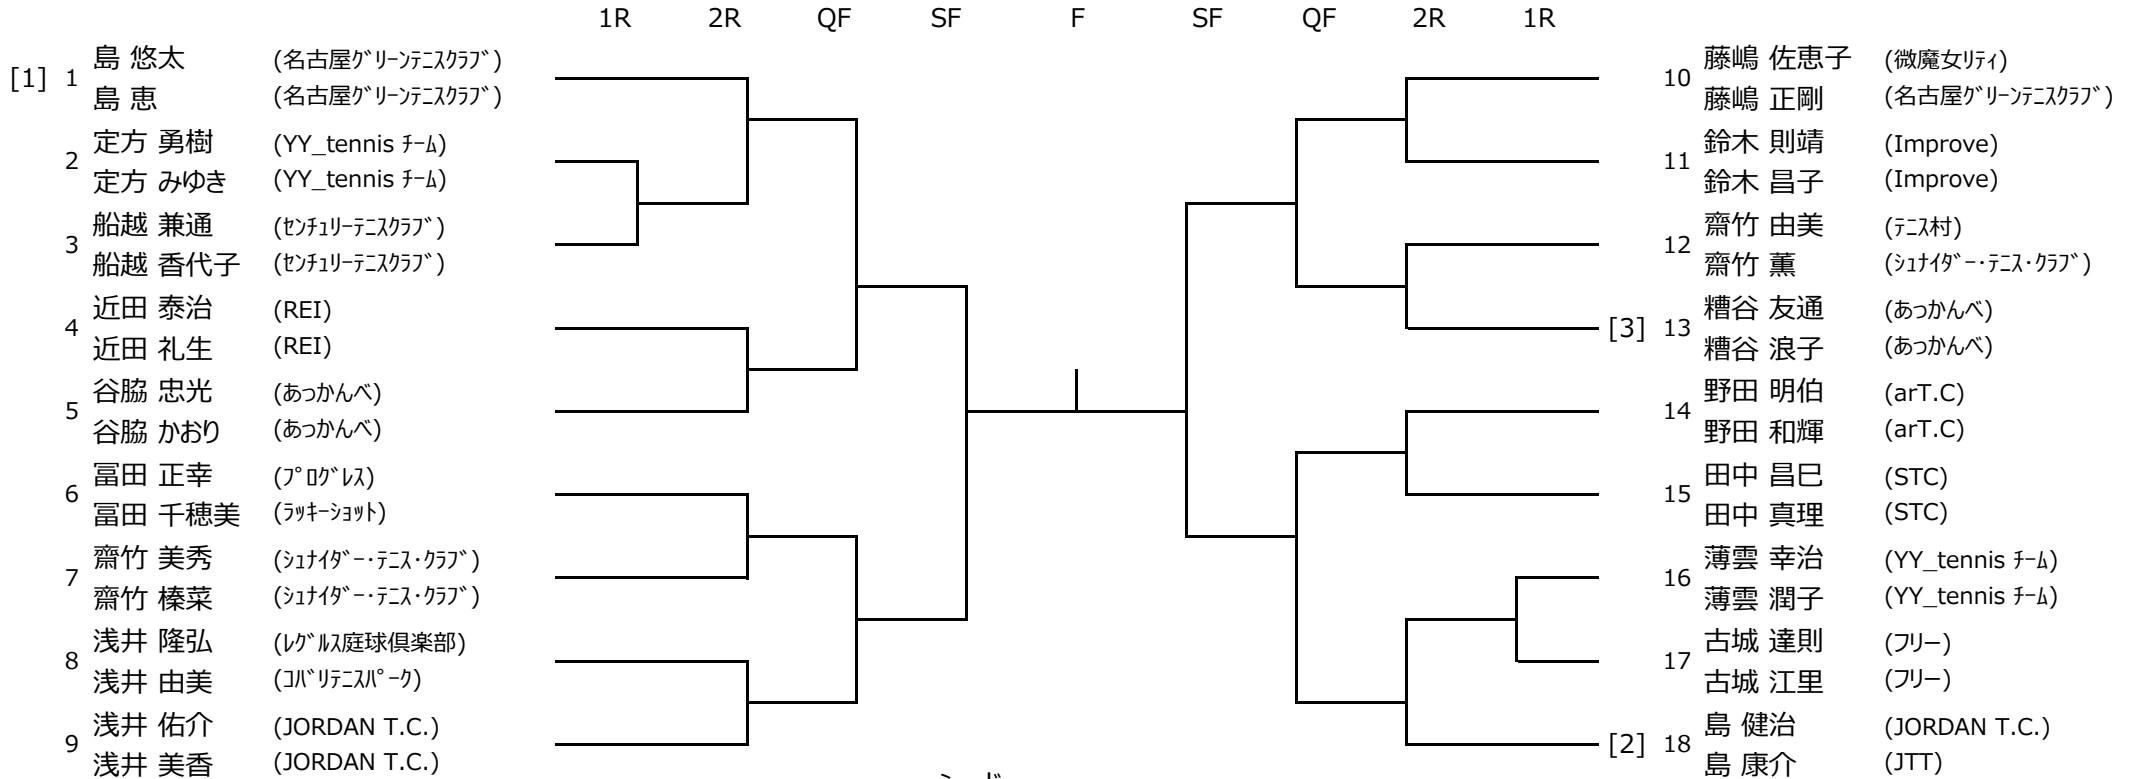 1R 2R QF SF F SF QF 2R 1R
[1] 1 島 悠太 (名古屋ｸﾞﾘｰﾝﾃﾆｽｸﾗﾌﾞ)
島 恵 (名古屋ｸﾞﾘｰﾝﾃﾆｽｸﾗﾌﾞ)
2 定方 勇樹 (YY_tennis ﾁｰﾑ)
定方 みゆき (YY_tennis ﾁｰﾑ)
3 船越 兼通 (ｾﾝﾁｭﾘｰﾃﾆｽｸﾗﾌﾞ)
船越 香代子 (ｾﾝﾁｭﾘｰﾃﾆｽｸﾗﾌﾞ)
4 近田 泰治 (REI)
近田 礼生 (REI)
5 谷脇 忠光 (あっかんべ)
谷脇 かおり (あっかんべ)
6 冨田 正幸 (ﾌﾟﾛｸﾞﾚｽ)
冨田 千穂美 (ﾗｯｷｰｼｮｯﾄ)
7 齋竹 美秀 (ｼｭﾅｲﾀﾞｰ･ﾃﾆｽ･ｸﾗﾌﾞ)
齋竹 榛菜 (ｼｭﾅｲﾀﾞｰ･ﾃﾆｽ･ｸﾗﾌﾞ)
8 浅井 隆弘 (ﾚｸﾞﾙｽ庭球倶楽部)
浅井 由美 (ｺﾊﾞﾘﾃﾆｽﾊﾟｰｸ)
9 浅井 佑介 (JORDAN T.C.)
浅井 美香 (JORDAN T.C.)
10 藤嶋 佐恵子 (微魔女ﾘﾃｨ)
藤嶋 正剛 (名古屋ｸﾞﾘｰﾝﾃﾆｽｸﾗﾌﾞ)
11 鈴木 則靖 (Improve)
鈴木 昌子 (Improve)
12 齋竹 由美 (ﾃﾆｽ村)
齋竹 薫 (ｼｭﾅｲﾀﾞｰ･ﾃﾆｽ･ｸﾗﾌﾞ)
[3] 13 糟谷 友通 (あっかんべ)
糟谷 浪子 (あっかんべ)
14 野田 明伯 (arT.C)
野田 和輝 (arT.C)
15 田中 昌巳 (STC)
田中 真理 (STC)
16 薄雲 幸治 (YY_tennis ﾁｰﾑ)
薄雲 潤子 (YY_tennis ﾁｰﾑ)
17 古城 達則 (フリー)
古城 江里 (フリー)
[2] 18 島 健治 (JORDAN T.C.)
島 康介 (JTT)